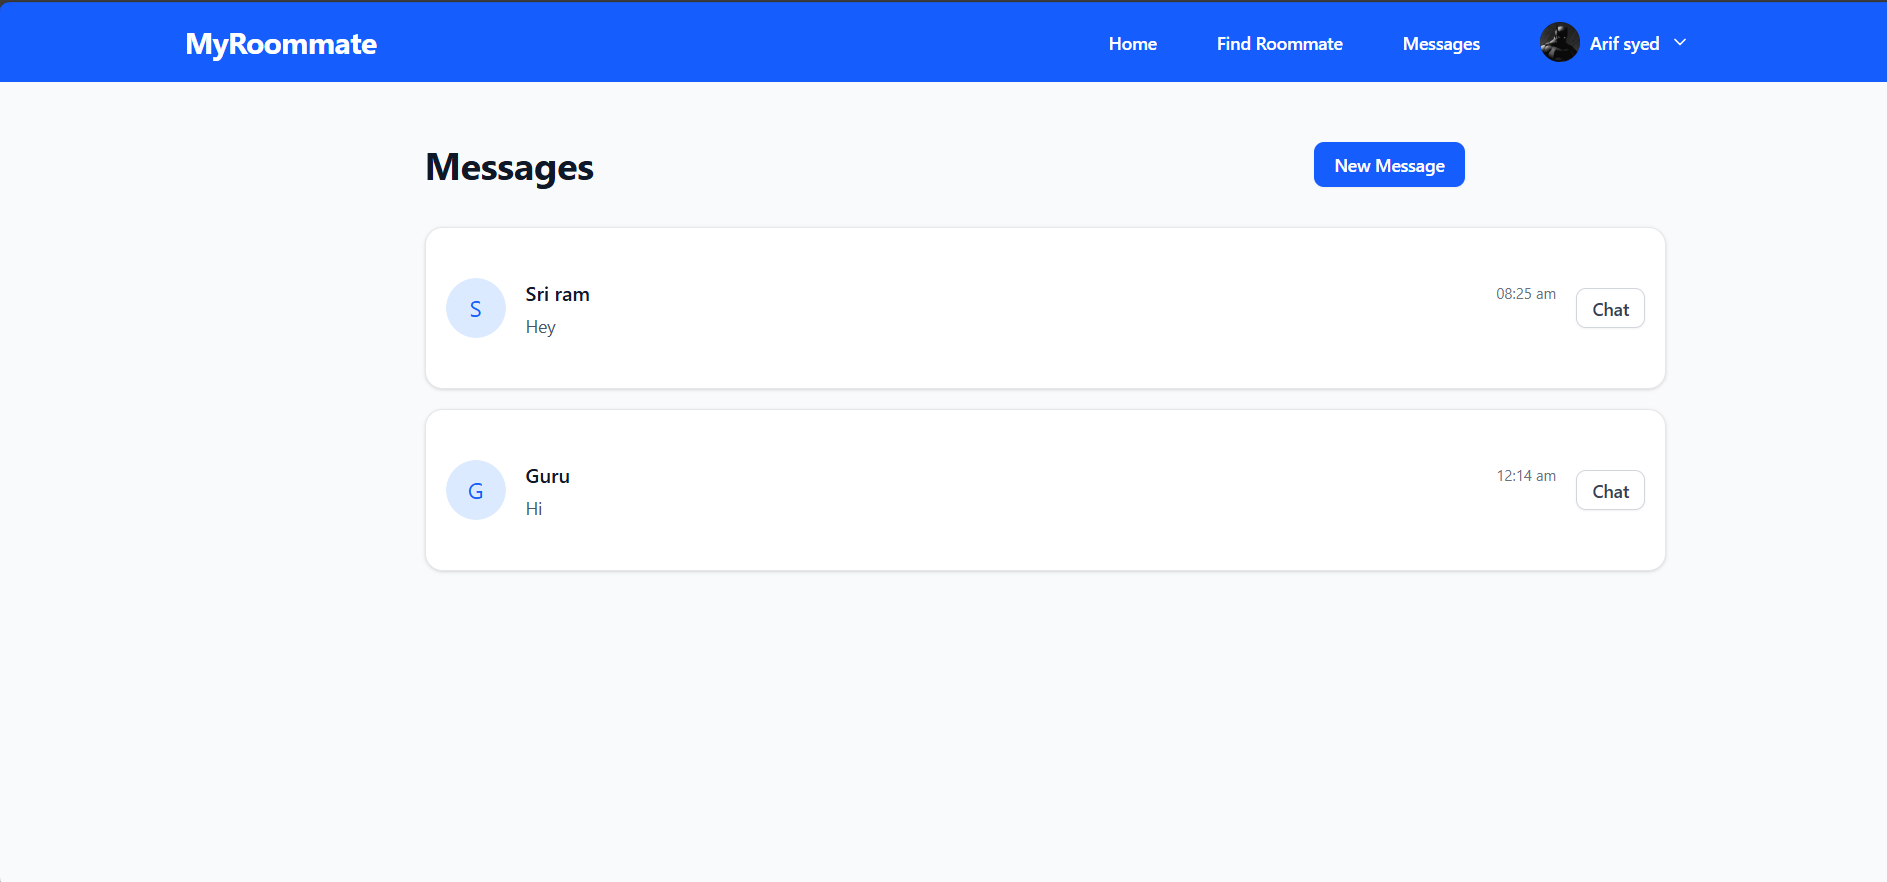 MyRoommate
Home
Find Roommate
Messages
Arif syed
Messages
New Message
S
Sri ram
Hey
08:25 am
Chat
G
Guru
Hi
12:14 am
Chat